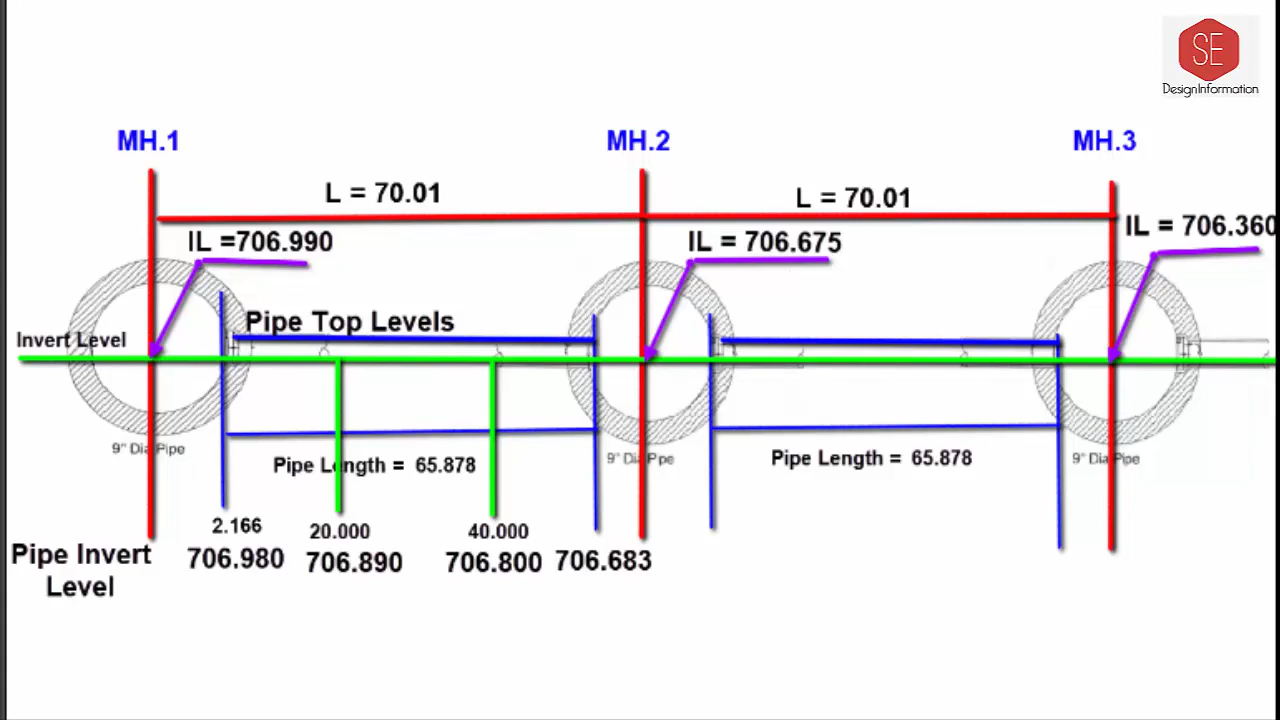 SE
DesignInformation
MH.1
MH.2
MH.3
L = 70.01
L = 70.01
IL =706.990
IL = 706.675
IL = 706.360
Pipe Top Levels
Invert Level
9" Dia Pipe
9" Dia Pipe
9" Dia Pipe
Pipe Length = 65.878
Pipe Length = 65.878
2.166
20.000
40.000
Pipe Invert
Level
706.980
706.890
706.800
706.683